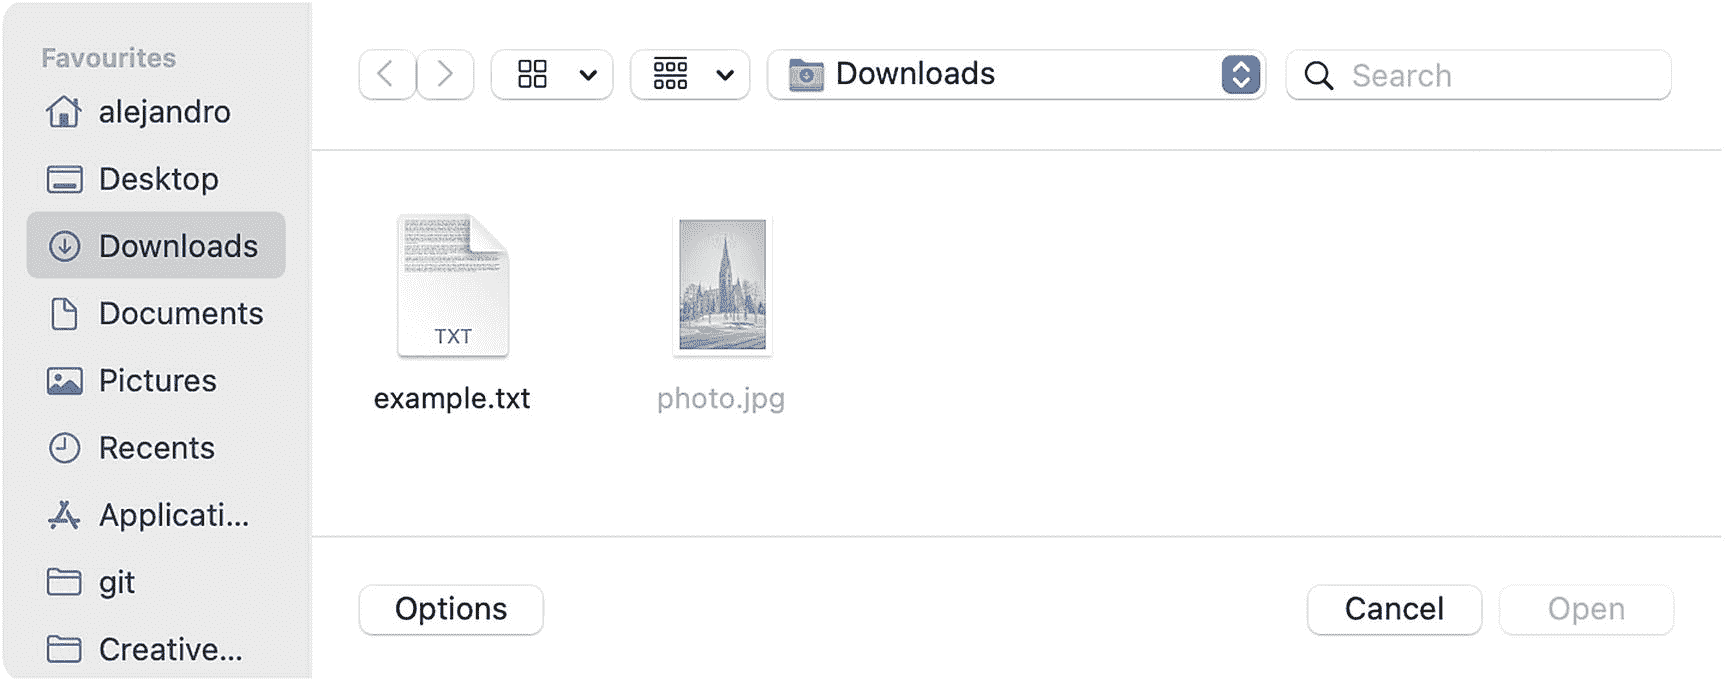 Favourites
alejandro
Desktop
Downloads
Documents
Pictures
Recents
Applicati...
git
Creative...
Downloads
Search
TXT
example.txt
photo.jpg
Options
Cancel
Open